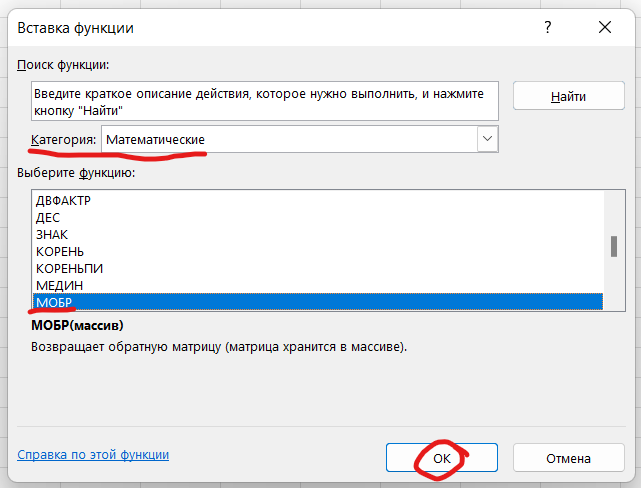 Вставка функции
?
Поиск функции:
Введите краткое описание действия, которое нужно выполнить, и нажмите
кнопку "Найти"
Найти
Категория: Математические
Выберите функцию:
ДВФАКТР
ДЕС
ЗНАК
КОРЕНЬ
КОРЕНЬПИ
МЕДИН
МОБР
МОБР(массив)
Возвращает обратную матрицу (матрица хранится в массиве).
Справка по этой функции
ОК
Отмена